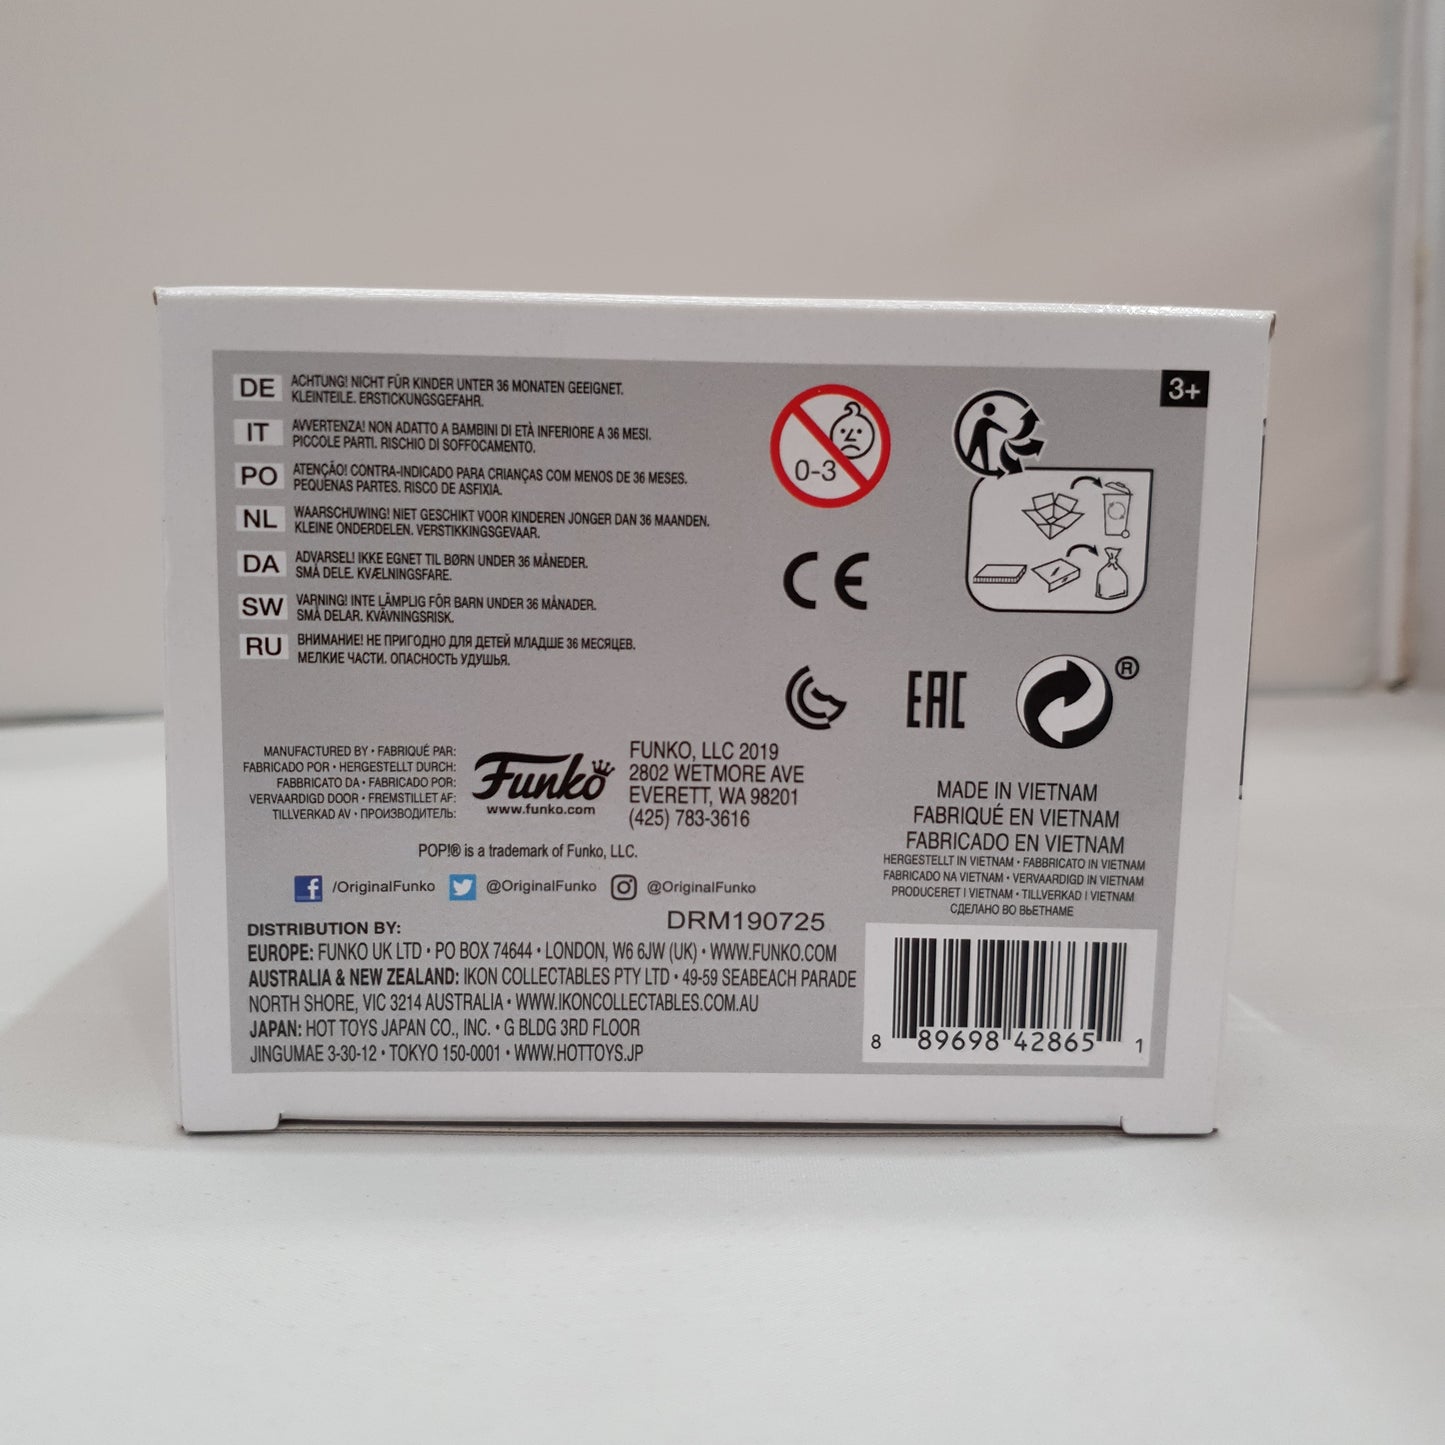 DE ACHTUNG! NICHT FÜR KINDER UNTER 36 MONATEN GEEIGNET.
KLEINTEILE. ERSTICKUNGSGEFAHR.
IT AVVERTENZA! NON ADATTO A BAMBINI DI ETÀ INFERIORE A 36 MESI.
PICCOLE PARTI. RISCHIO DI SOFFOCAMENTO.
PO ATENÇÃO! CONTRA-INDICADO PARA CRIANÇAS COM MENOS DE 36 MESES.
PEQUENAS PARTES. RISCO DE ASFIXIA.
NL WAARSCHUWING! NIET GESCHIKT VOOR KINDEREN JONGER DAN 36 MAANDEN.
KLEINE ONDERDELEN. VERSTIKKINGSGEVAAR.
DA ADVARSEL! IKKE EGNET TIL BØRN UNDER 36 MÅNEDER.
SMÅ DELE. KVÆLNINGSFARE.
SW VARNING! INTE LÄMPLIG FÖR BARN UNDER 36 MÅNADER.
SMÅ DELAR. KVÄVNINGSRISK.
RU ВНИМАНИЕ! НЕ ПРИГОДНО ДЛЯ ДЕТЕЙ МЛАДШЕ 36 МЕСЯЦЕВ.
МЕЛКИЕ ЧАСТИ. ОПАСНОСТЬ УДУШЬЯ.
0-3
3+
CE
EAC
®
MANUFACTURED BY • FABRIQUÉ PAR:
FABRICADO POR • HERGESTELLT DURCH:
FABBRICATO DA • FABRICADO POR:
VERVAARDIGD DOOR • FREMSTILLET AF:
TILLVERKAD AV • ПРОИЗВОДИТЕЛЬ:
Funko
www.funko.com
FUNKO, LLC 2019
2802 WETMORE AVE
EVERETT, WA 98201
(425) 783-3616
POP!® is a trademark of Funko, LLC.
f /OriginalFunko @OriginalFunko @OriginalFunko
MADE IN VIETNAM
FABRIQUÉ EN VIETNAM
FABRICADO EN VIETNAM
HERGESTELLT IN VIETNAM • FABBRICATO IN VIETNAM
FABRICADO NA VIETNAM • VERVAARDIGD IN VIETNAM
PRODUCERET I VIETNAM • TILLVERKAD I VIETNAM
СДЕЛАНО ВО ВЬЕТНАМЕ
DRM190725
DISTRIBUTION BY:
EUROPE: FUNKO UK LTD • PO BOX 74644 • LONDON, W6 6JW (UK) • WWW.FUNKO.COM
AUSTRALIA & NEW ZEALAND: IKON COLLECTABLES PTY LTD • 49-59 SEABEACH PARADE
NORTH SHORE, VIC 3214 AUSTRALIA • WWW.IKONCOLLECTABLES.COM.AU
JAPAN: HOT TOYS JAPAN CO., INC. • G BLDG 3RD FLOOR
JINGUMAE 3-30-12 • TOKYO 150-0001 • WWW.HOTTOYS.JP
8 89698 42865 1